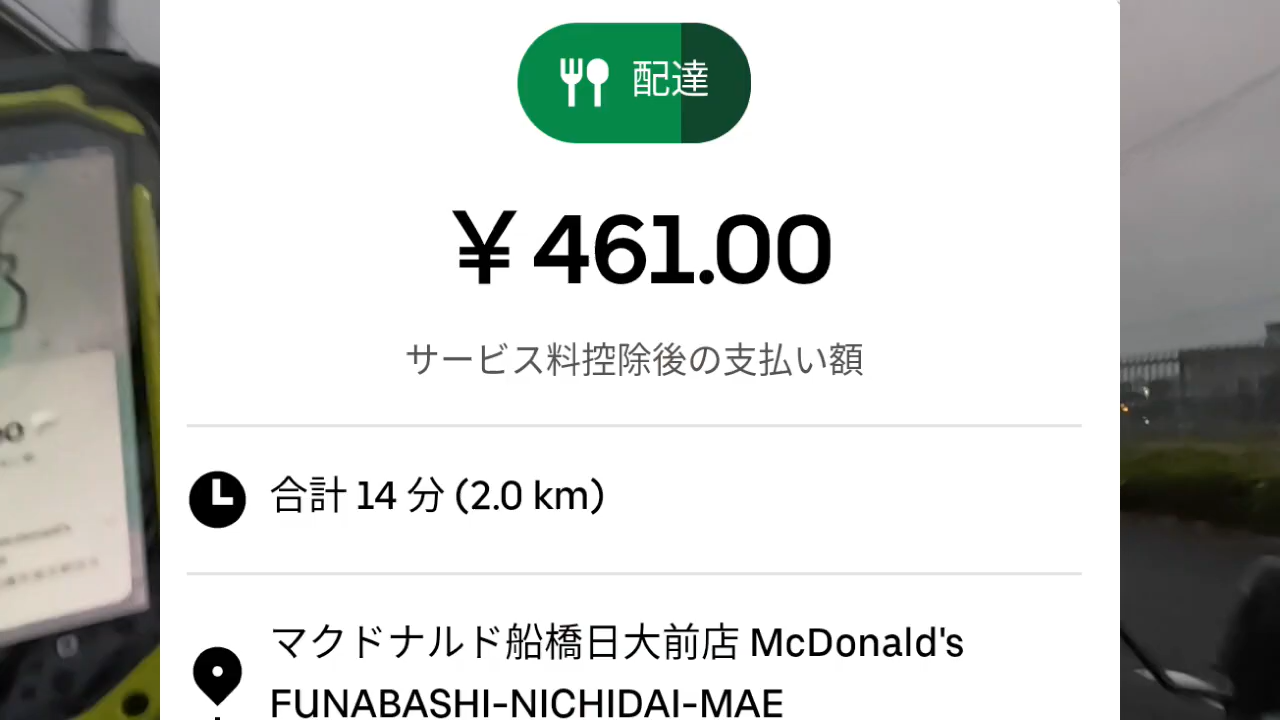 配達
¥ 461.00
サービス料控除後の支払い額
合計 14 分 (2.0 km)
マクドナルド船橋日大前店 McDonald's
FUNABASHI-NICHIDAI-MAE